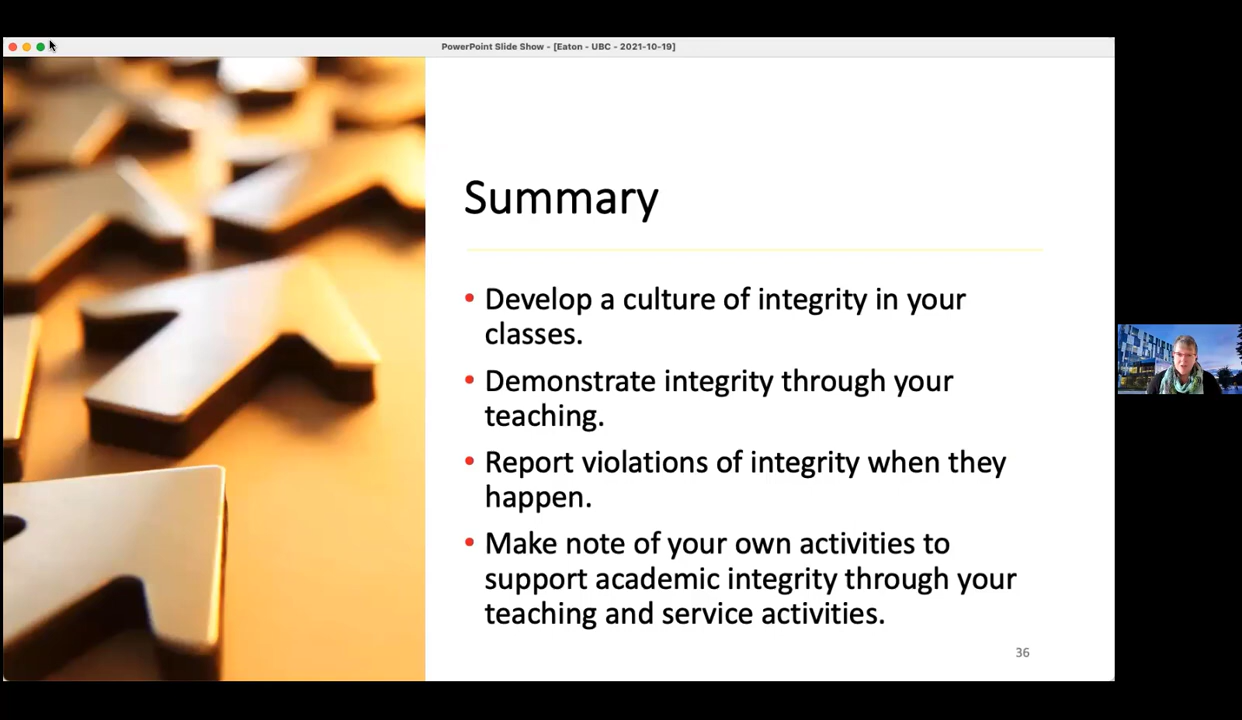 PowerPoint Slide Show - [Eaton - UBC - 2021-10-19]
Summary
• Develop a culture of integrity in your
classes.
• Demonstrate integrity through your
teaching.
• Report violations of integrity when they
happen.
• Make note of your own activities to
support academic integrity through your
teaching and service activities.
36